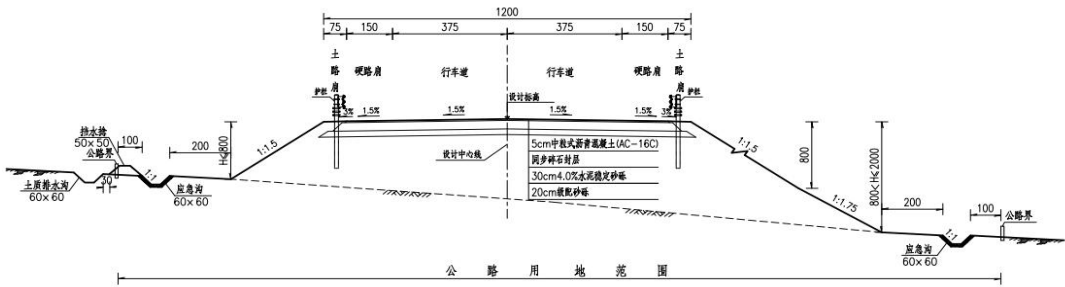 1200
75 150 375 375 150 75
土路肩 硬路肩 行车道 行车道 硬路肩 土路肩
护栏 设计标高 护栏
3% 1.5% 1.5% 1.5% 1.5% 3%
挡水捻
50×50
公路界
100
200
H≤800
1:1.5
设计中心线
5cm中粒式沥青混凝土(AC-16C)
同步碎石封层
30cm4.0%水泥稳定砂砾
20cm级配砂砾
1:1.5
800
800<H≤2000
1:1.75
200
100
公路界
1:1
30
土质排水沟
60×60
应急沟
60×60
1:1
应急沟
60×60
公路用地范围